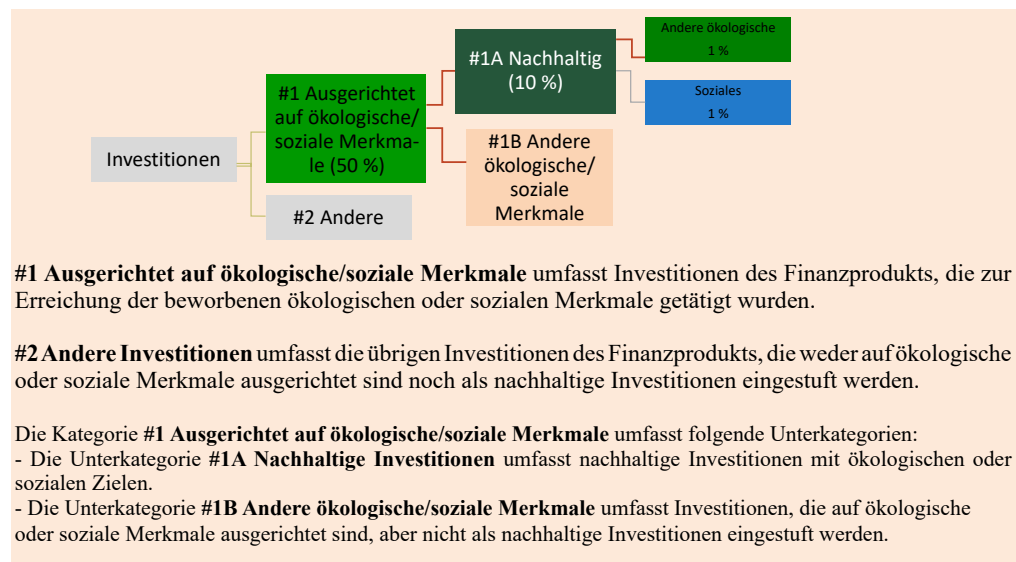 Andere ökologische
1 %
#1A Nachhaltig
(10 %)
Soziales
1 %
#1 Ausgerichtet
auf ökologische/
soziale Merkma-
le (50 %)
#1B Andere
ökologische/
soziale
Merkmale
Investitionen
#2 Andere
#1 Ausgerichtet auf ökologische/soziale Merkmale umfasst Investitionen des Finanzprodukts, die zur
Erreichung der beworbenen ökologischen oder sozialen Merkmale getätigt wurden.
#2 Andere Investitionen umfasst die übrigen Investitionen des Finanzprodukts, die weder auf ökologische
oder soziale Merkmale ausgerichtet sind noch als nachhaltige Investitionen eingestuft werden.
Die Kategorie #1 Ausgerichtet auf ökologische/soziale Merkmale umfasst folgende Unterkategorien:
- Die Unterkategorie #1A Nachhaltige Investitionen umfasst nachhaltige Investitionen mit ökologischen oder
sozialen Zielen.
- Die Unterkategorie #1B Andere ökologische/soziale Merkmale umfasst Investitionen, die auf ökologische
oder soziale Merkmale ausgerichtet sind, aber nicht als nachhaltige Investitionen eingestuft werden.